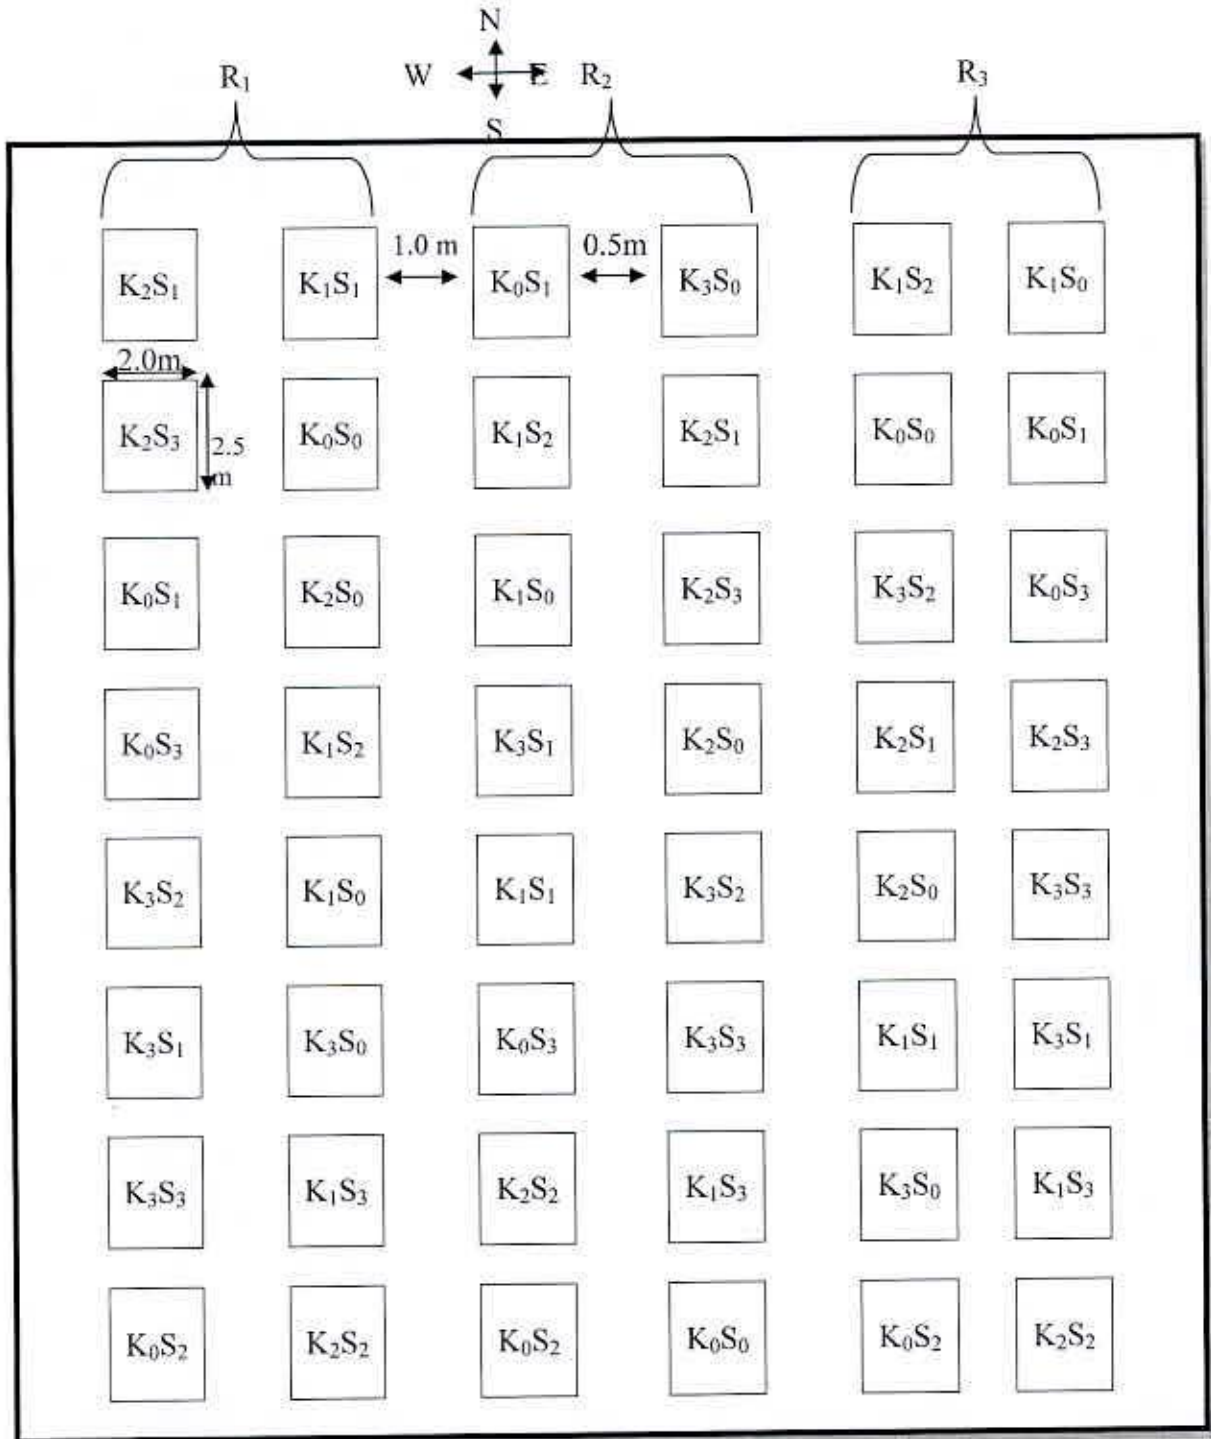 N
R₁ W E R₂ R₃
S
1.0 m 0.5m
K₂S₁ K₁S₁ K₀S₁ K₃S₀ K₁S₂ K₁S₀
2.0m
K₂S₃ K₀S₀ K₁S₂ K₂S₁ K₀S₀ K₀S₁
2.5
m
K₀S₁ K₂S₀ K₁S₀ K₂S₃ K₃S₂ K₀S₃
K₀S₃ K₁S₂ K₃S₁ K₂S₀ K₂S₁ K₂S₃
K₃S₂ K₁S₀ K₁S₁ K₃S₂ K₂S₀ K₃S₃
K₃S₁ K₃S₀ K₀S₃ K₃S₃ K₁S₁ K₃S₁
K₃S₃ K₁S₃ K₂S₂ K₁S₃ K₃S₀ K₁S₃
K₀S₂ K₂S₂ K₀S₂ K₀S₀ K₀S₂ K₂S₂